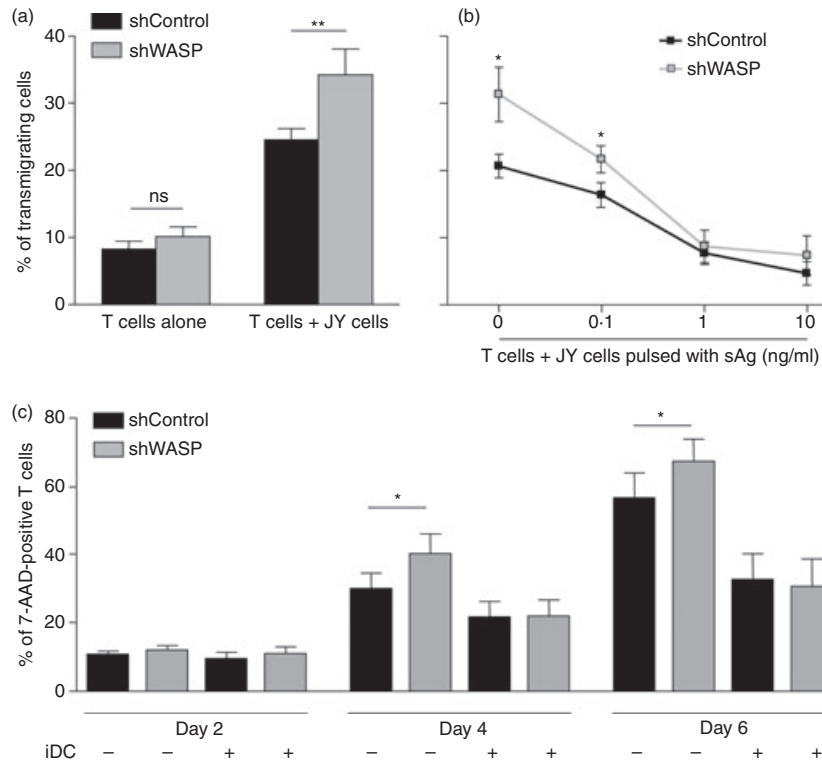 (a)
shControl
shWASP
**
ns
40
30
20
10
0
% of transmigrating cells
T cells alone
T cells + JY cells
(b)
shControl
shWASP
*
*
0
0·1
1
10
T cells + JY cells pulsed with sAg (ng/ml)
(c)
shControl
shWASP
*
*
80
60
40
20
0
% of 7-AAD-positive T cells
Day 2
Day 4
Day 6
iDC – – + + – – + + – – + +